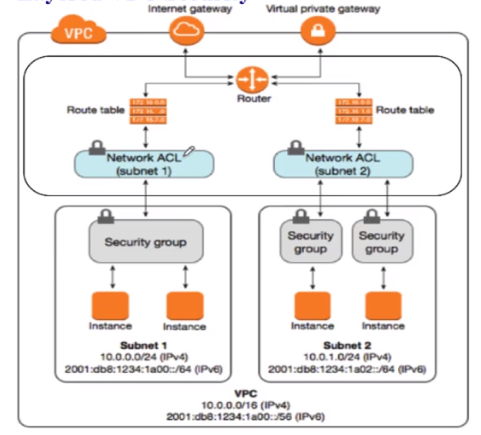 Internet gateway
Virtual private gateway
VPC
Router
Route table
Route table
Network ACL
(subnet 1)
Network ACL
(subnet 2)
Security group
Security
group
Security
group
Instance
Instance
Instance
Instance
Subnet 1
10.0.0.0/24 (IPv4)
2001:db8:1234:1a00::/64 (IPv6)
Subnet 2
10.0.1.0/24 (IPv4)
2001:db8:1234:1a02::/64 (IPv6)
VPC
10.0.0.0/16 (IPv4)
2001:db8:1234:1a00::/56 (IPv6)